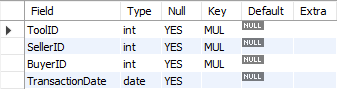 Field Type Null Key Default Extra
ToolID int YES MUL NULL
SellerID int YES MUL NULL
BuyerID int YES MUL NULL
TransactionDate date YES NULL